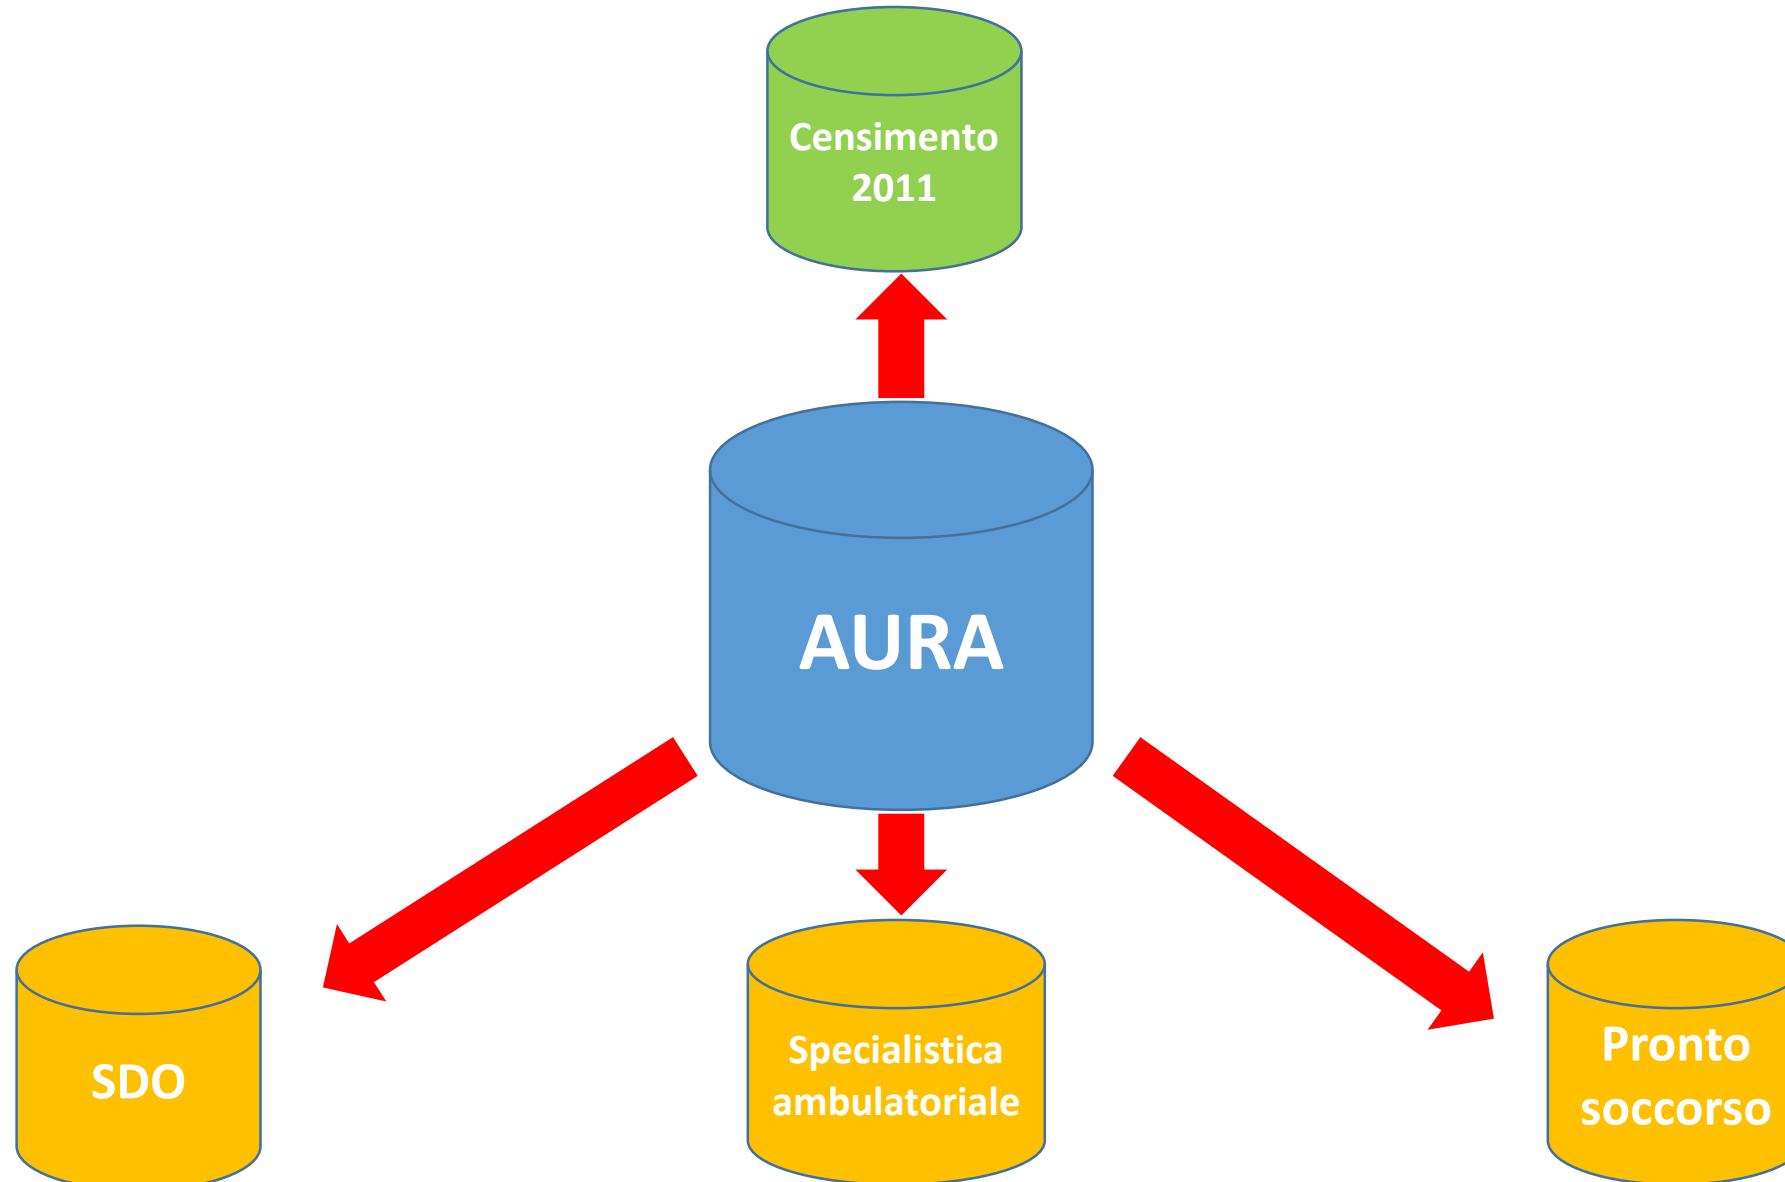 Censimento
2011
AURA
SDO
Specialistica
ambulatoriale
Pronto
soccorso